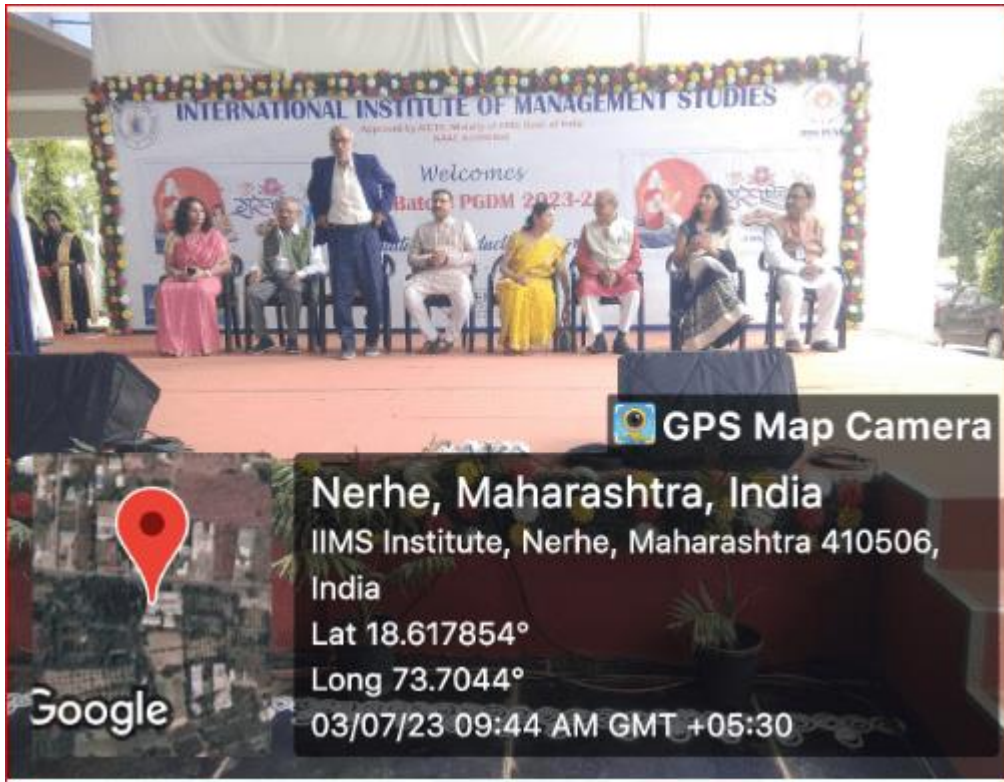 INTERNATIONAL INSTITUTE OF MANAGEMENT STUDIES
Welcomes
Batch PGDM 2023-2
GPS Map Camera
Nerhe, Maharashtra, India
IIMS Institute, Nerhe, Maharashtra 410506,
India
Lat 18.617854°
Long 73.7044°
03/07/23 09:44 AM GMT +05:30
Google